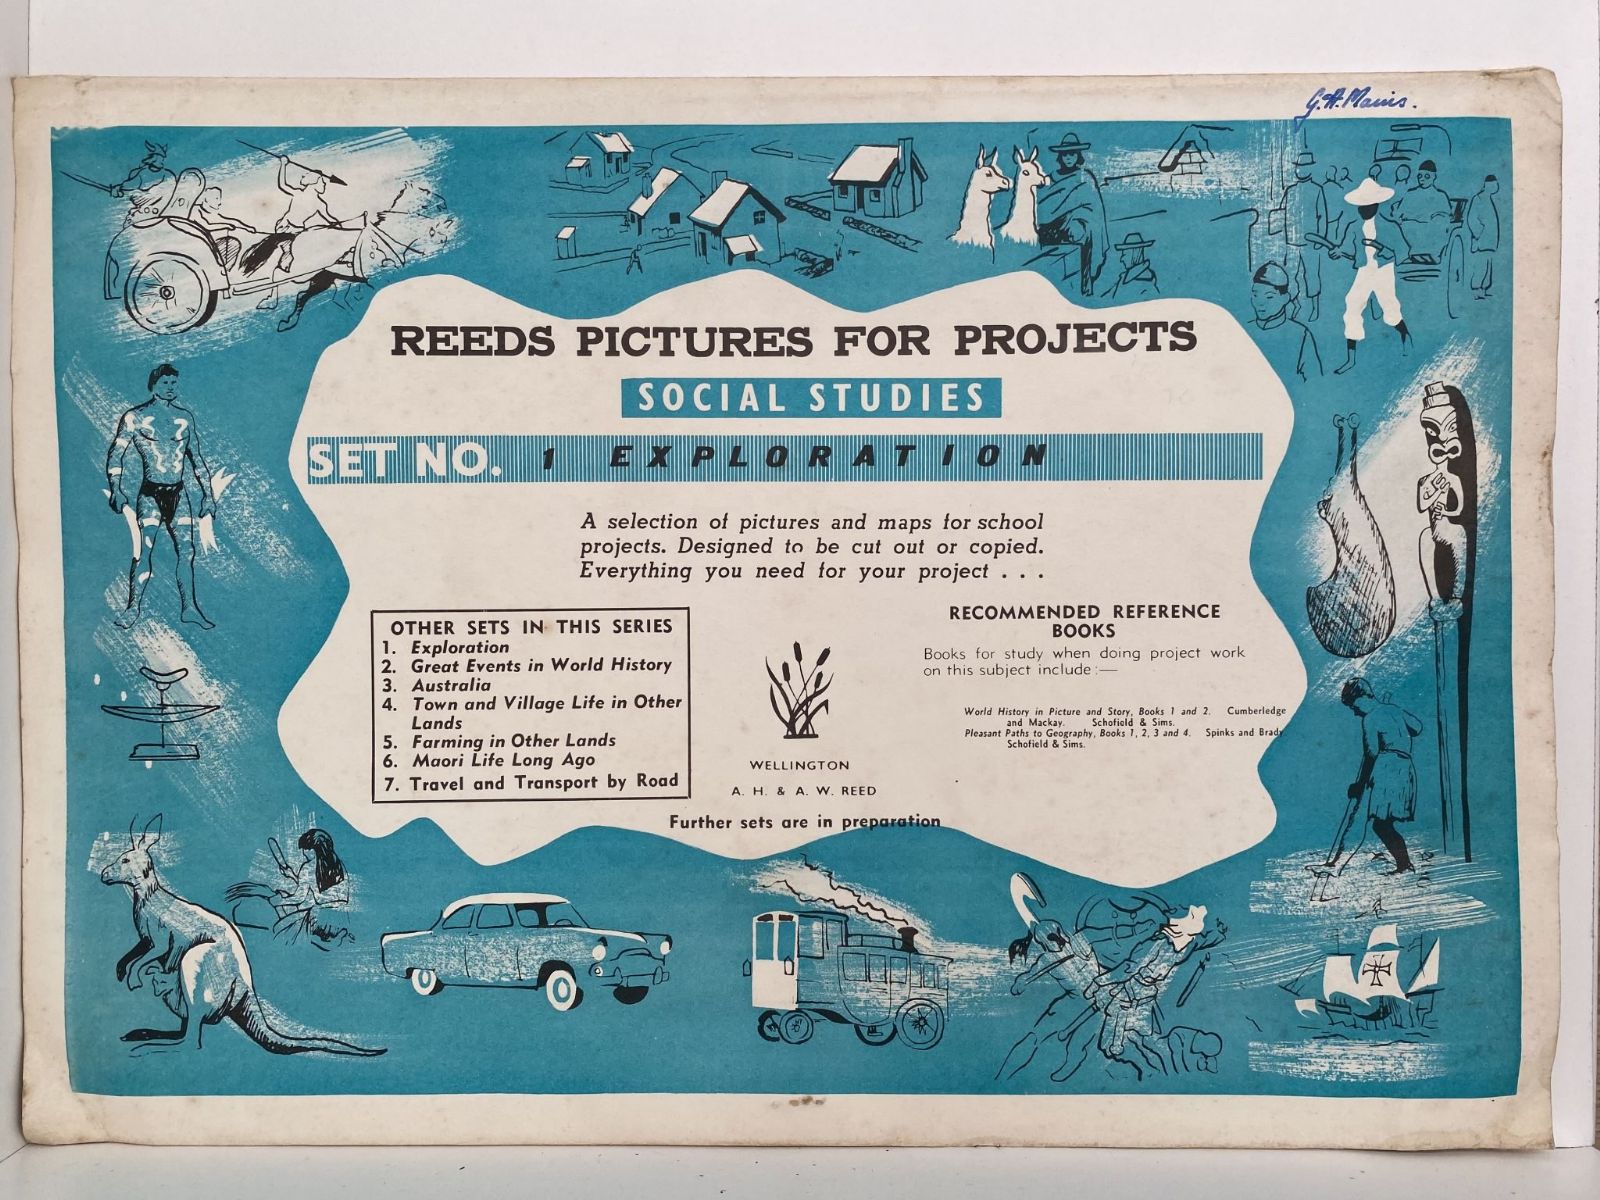 G.H. Mains.
REEDS PICTURES FOR PROJECTS
SOCIAL STUDIES
SET NO. 1 EXPLORATION
A selection of pictures and maps for school
projects. Designed to be cut out or copied.
Everything you need for your project . . .
OTHER SETS IN THIS SERIES
1. Exploration
2. Great Events in World History
3. Australia
4. Town and Village Life in Other
Lands
5. Farming in Other Lands
6. Maori Life Long Ago
7. Travel and Transport by Road
WELLINGTON
A. H. & A. W. REED
Further sets are in preparation
RECOMMENDED REFERENCE
BOOKS
Books for study when doing project work
on this subject include :—
World History in Picture and Story, Books 1 and 2. Cumberledge
and Mackay. Schofield & Sims.
Pleasant Paths to Geography, Books 1, 2, 3 and 4. Spinks and Brady
Schofield & Sims.